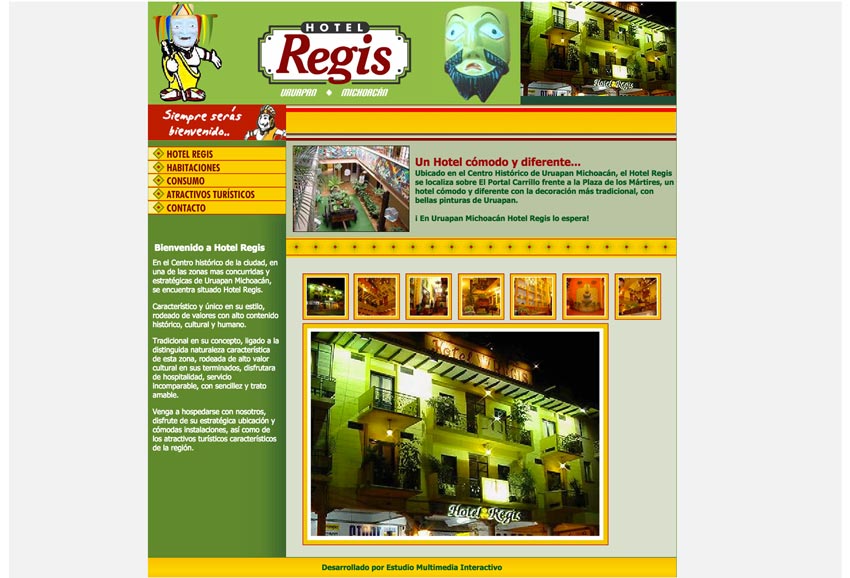 HOTEL
Regis
URUAPAN ◆ MICHOACÁN
Hotel Regis
Siempre serás
bienvenido..
HOTEL REGIS
HABITACIONES
CONSUMO
ATRACTIVOS TURÍSTICOS
CONTACTO
Un Hotel cómodo y diferente...
Ubicado en el Centro Histórico de Uruapan Michoacán, el Hotel Regis
se localiza sobre El Portal Carrillo frente a la Plaza de los Mártires, un
hotel cómodo y diferente con la decoración más tradicional, con
bellas pinturas de Uruapan.
¡ En Uruapan Michoacán Hotel Regis lo espera!
Bienvenido a Hotel Regis
En el Centro histórico de la ciudad, en
una de las zonas mas concurridas y
estratégicas de Uruapan Michoacán,
se encuentra situado Hotel Regis.
Característico y único en su estilo,
rodeado de valores con alto contenido
histórico, cultural y humano.
Tradicional en su concepto, ligado a la
distinguida naturaleza característica
de esta zona, rodeada de alto valor
cultural en sus terminados, disfrutara
de hospitalidad, servicio
incomparable, con sencillez y trato
amable.
Venga a hospedarse con nosotros,
disfrute de su estratégica ubicación y
cómodas instalaciones, así como de
los atractivos turísticos característicos
de la región.
Hotel Regis
Hotel Regis
Desarrollado por Estudio Multimedia Interactivo